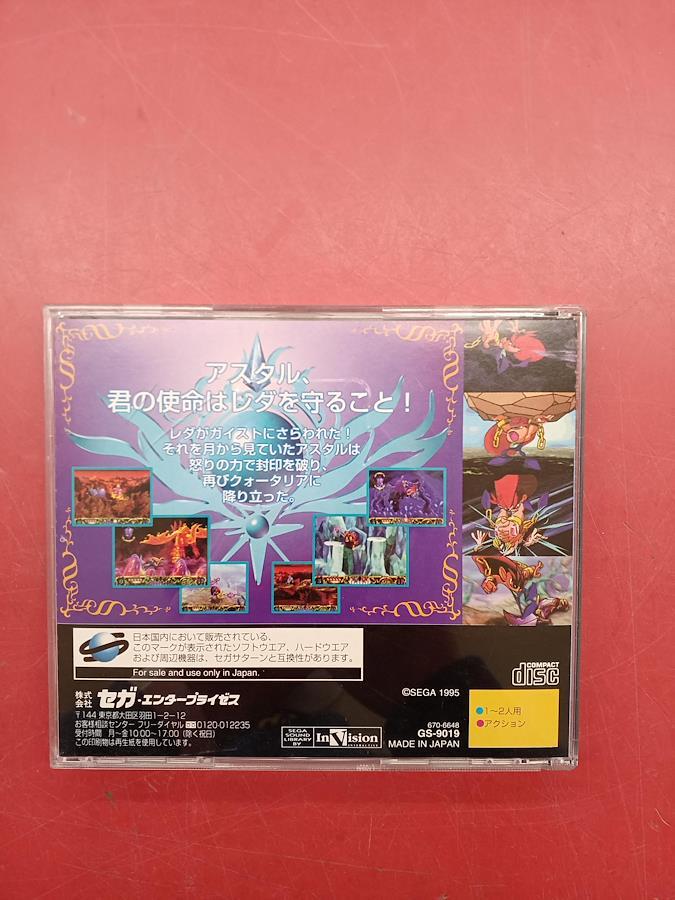 アスタル、
君の使命はレダを守ること！
レダがガイストにさらわれた！
それを月から見ていたアスタルは
怒りの力で封印を破り、
再びクォータリアに
降り立った。
日本国内において販売されている、
このマークが表示されたソフトウエア、ハードウエア
および周辺機器は、セガサターンと互換性があります。
For sale and use only in Japan.
COMPACT
disc
株式会社 セガ・エンタープライゼス
〒144 東京都大田区羽田1-2-12
お客様相談センター フリーダイヤル 0120-012235
受付時間 月〜金10:00〜17:00（除く祝日）
この印刷物は再生紙を使用しています。
SEGA SOUND
LIBRARY
BY
InVision
INTERACTIVE
©SEGA 1995
670-6648
GS-9019
MADE IN JAPAN
1〜2人用
アクション